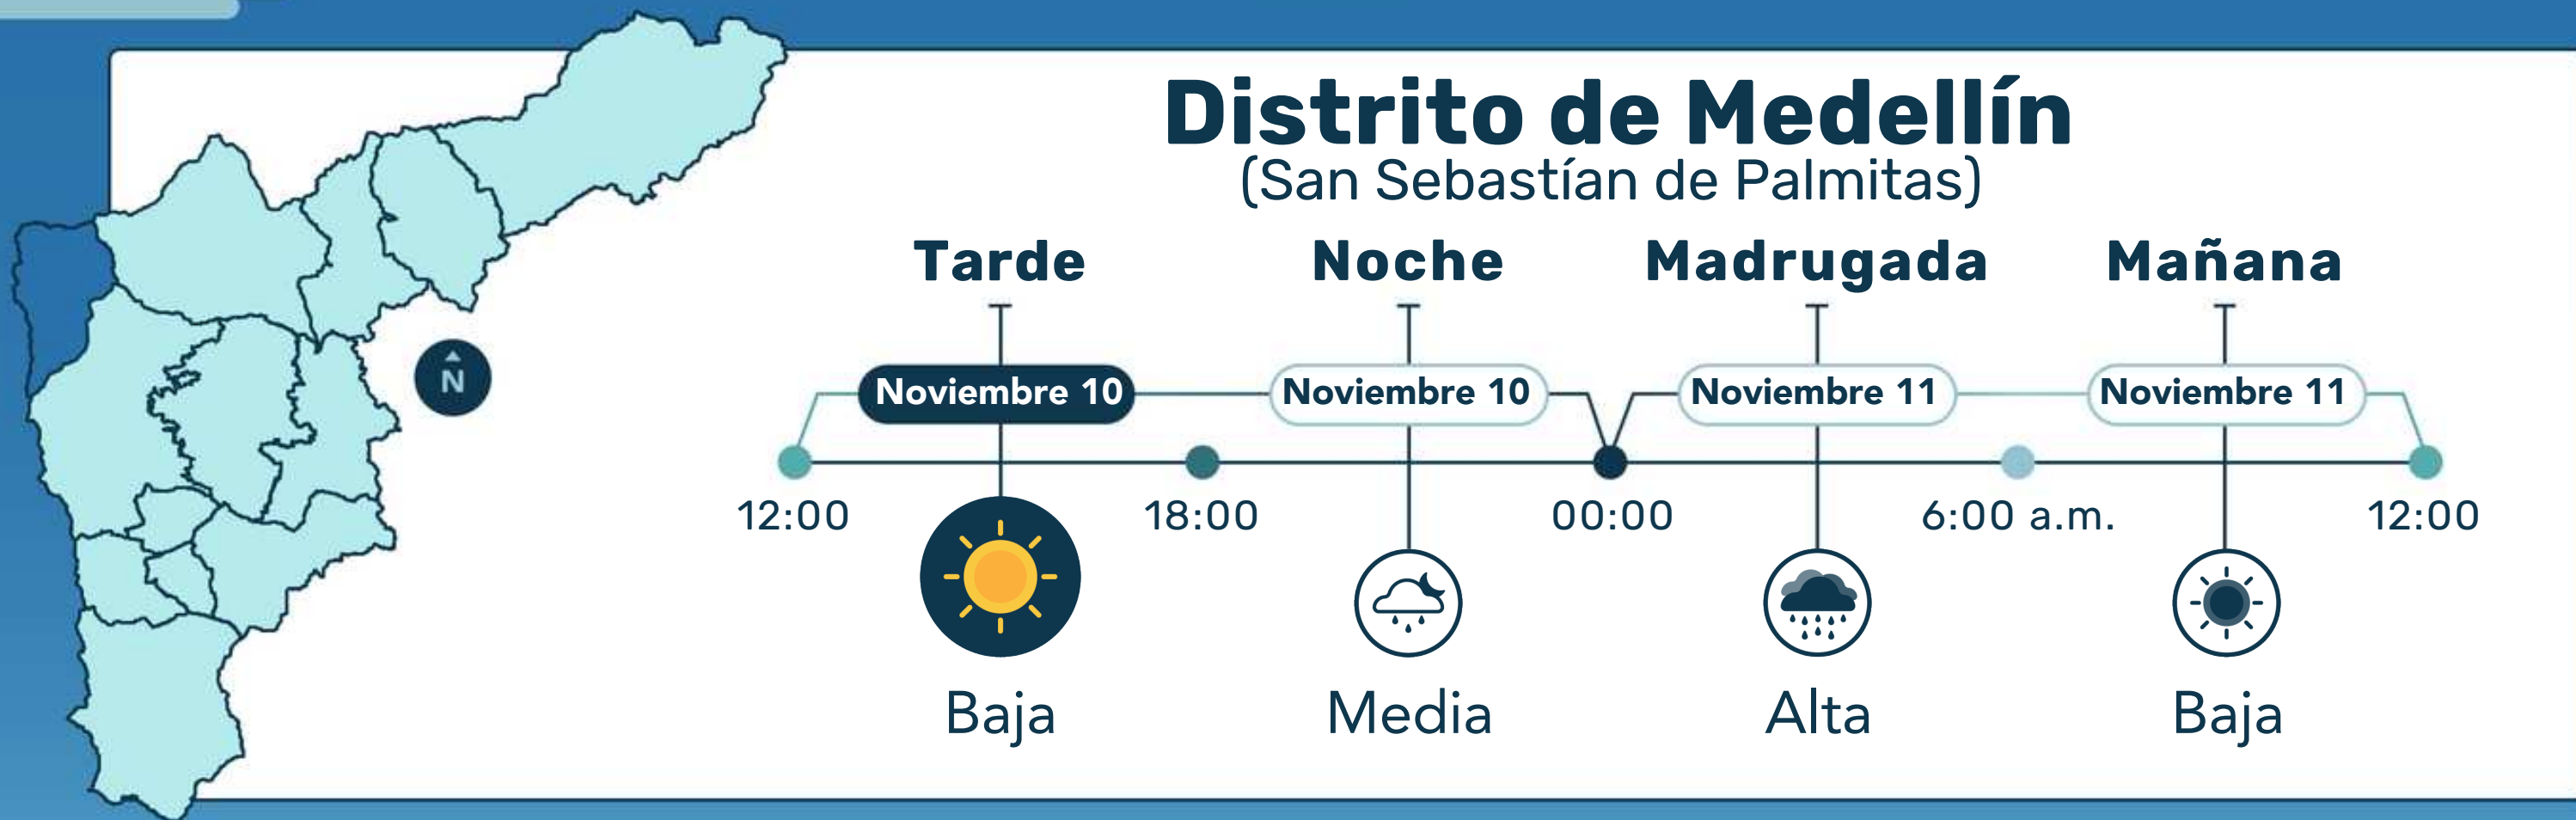 Distrito de Medellín
(San Sebastían de Palmitas)
Tarde Noche Madrugada Mañana
N
Noviembre 10 Noviembre 10 Noviembre 11 Noviembre 11
12:00 18:00 00:00 6:00 a.m. 12:00
Baja Media Alta Baja